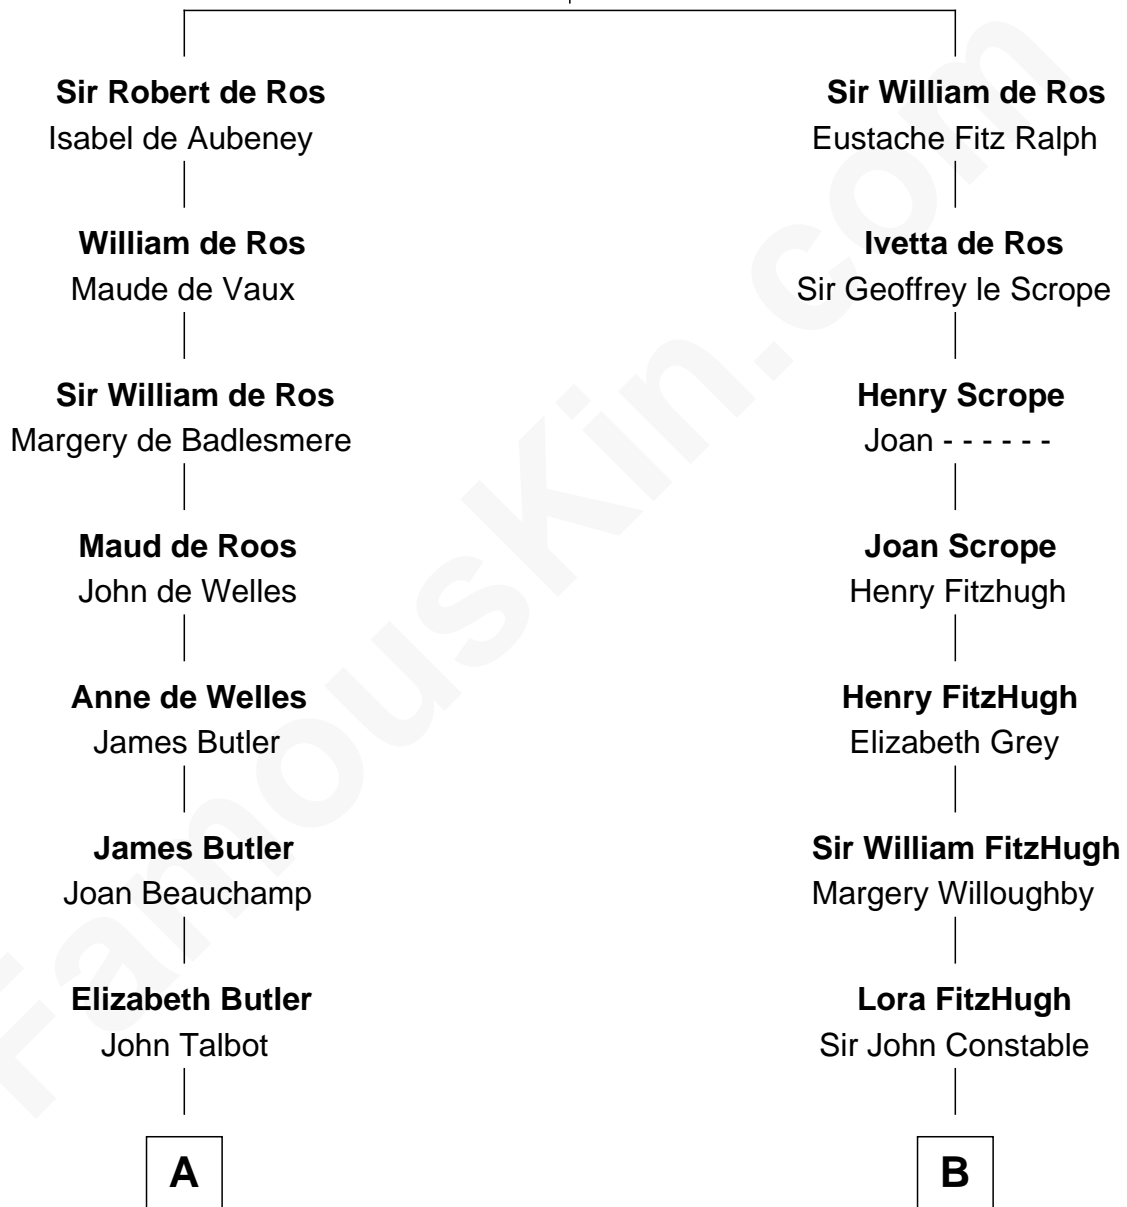 Sir Robert de Ros
Isabel de Aubeney
William de Ros
Maude de Vaux
Sir William de Ros
Margery de Badlesmere
Maud de Roos
John de Welles
Anne de Welles
James Butler
James Butler
Joan Beauchamp
Elizabeth Butler
John Talbot
A
Sir William de Ros
Eustache Fitz Ralph
Ivetta de Ros
Sir Geoffrey le Scrope
Henry Scrope
Joan - - - - - -
Joan Scrope
Henry Fitzhugh
Henry FitzHugh
Elizabeth Grey
Sir William FitzHugh
Margery Willoughby
Lora FitzHugh
Sir John Constable
B
FamousKin.com